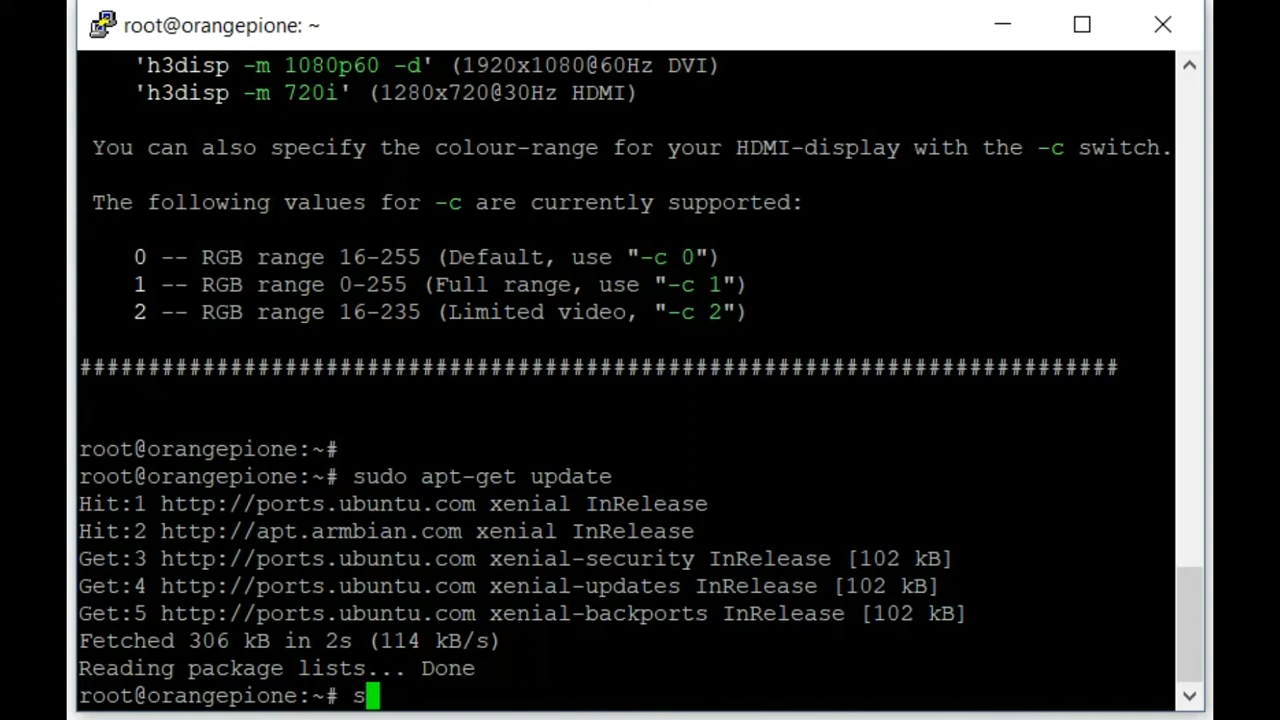 root@orangepione: ~
'h3disp -m 1080p60 -d' (1920x1080@60Hz DVI)
'h3disp -m 720i' (1280x720@30Hz HDMI)
You can also specify the colour-range for your HDMI-display with the -c switch.
The following values for -c are currently supported:
0 -- RGB range 16-255 (Default, use "-c 0")
1 -- RGB range 0-255 (Full range, use "-c 1")
2 -- RGB range 16-235 (Limited video, "-c 2")
############################################################################
root@orangepione:~#
root@orangepione:~# sudo apt-get update
Hit:1 http://ports.ubuntu.com xenial InRelease
Hit:2 http://apt.armbian.com xenial InRelease
Get:3 http://ports.ubuntu.com xenial-security InRelease [102 kB]
Get:4 http://ports.ubuntu.com xenial-updates InRelease [102 kB]
Get:5 http://ports.ubuntu.com xenial-backports InRelease [102 kB]
Fetched 306 kB in 2s (114 kB/s)
Reading package lists... Done
root@orangepione:~# s